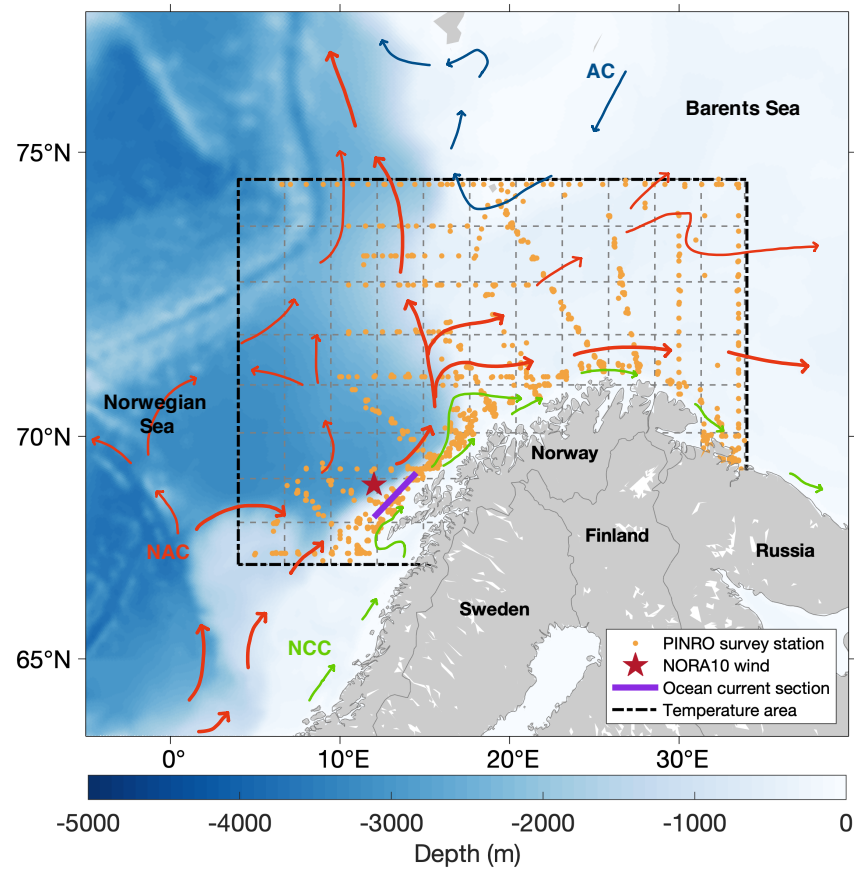 AC
Barents Sea
75°N
Norwegian
Sea
70°N
Norway
NAC
Finland
Russia
Sweden
NCC
65°N
PINRO survey station
NORA10 wind
Ocean current section
Temperature area
0°
10°E
20°E
30°E
-5000
-4000
-3000
-2000
-1000
0
Depth (m)